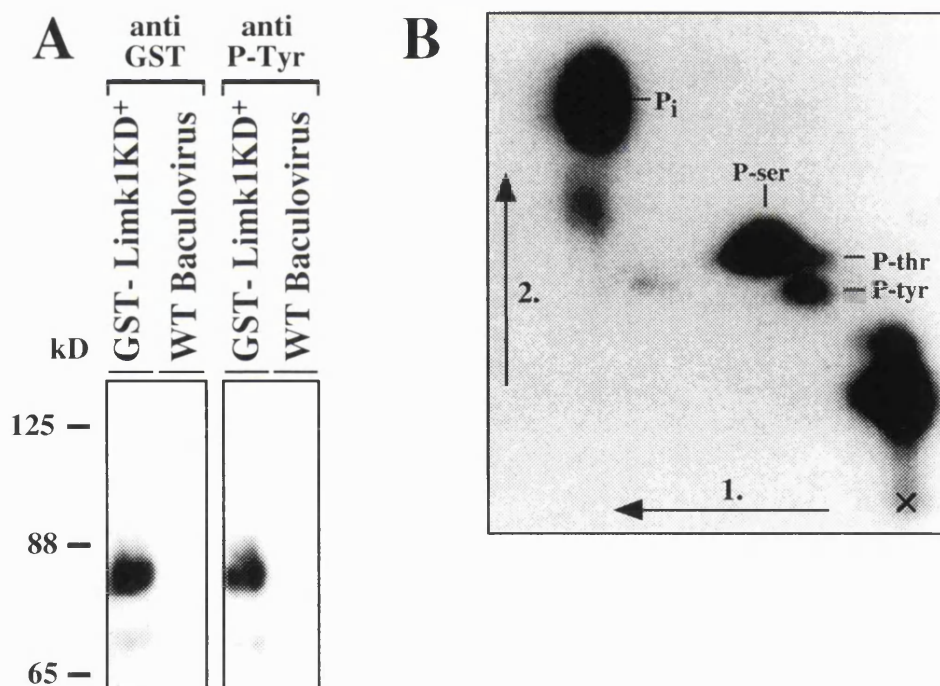 A
anti
GST
anti
P-Tyr
GST- Limk1KD+
WT Baculovirus
GST- Limk1KD+
WT Baculovirus
kD
125
88
65
B
Pi
P-ser
P-thr
P-tyr
2.
1.
×